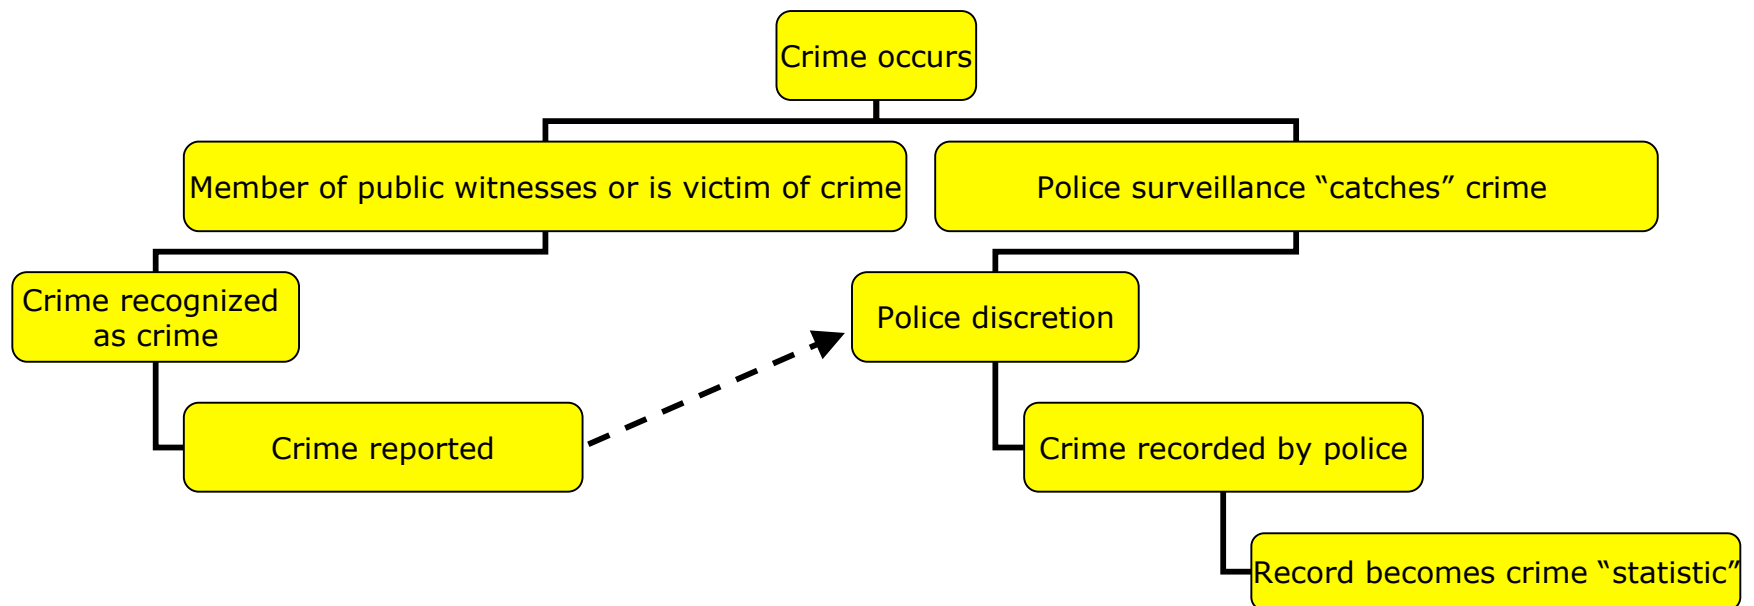 Crime occurs
Member of public witnesses or is victim of crime
Police surveillance “catches” crime
Crime recognized
as crime
Police discretion
Crime reported
Crime recorded by police
Record becomes crime “statistic”